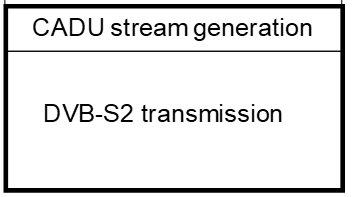 CADU stream generation
DVB-S2 transmission